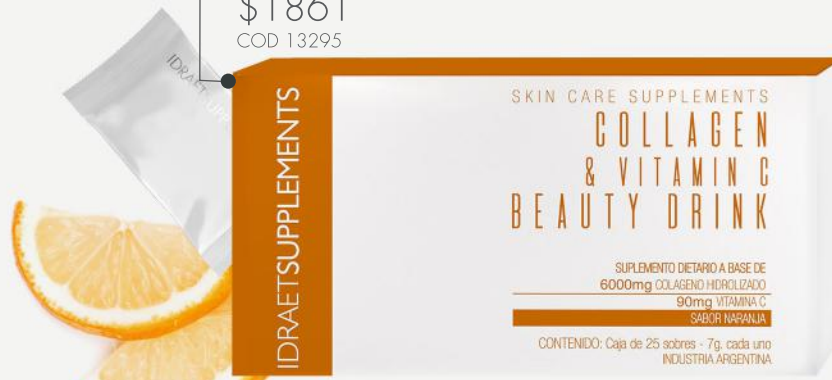 $1861
COD 13295
IDRAETSUPPLEMENTS
IDRAETSUPPLEMENTS
SKIN CARE SUPPLEMENTS
COLLAGEN
& VITAMIN C
BEAUTY DRINK
SUPLEMENTO DIETARIO A BASE DE
6000mg COLAGENO HIDROLIZADO
90mg VITAMINA C
SABOR NARANJA
CONTENIDO: Caja de 25 sobres - 7g. cada uno
INDUSTRIA ARGENTINA